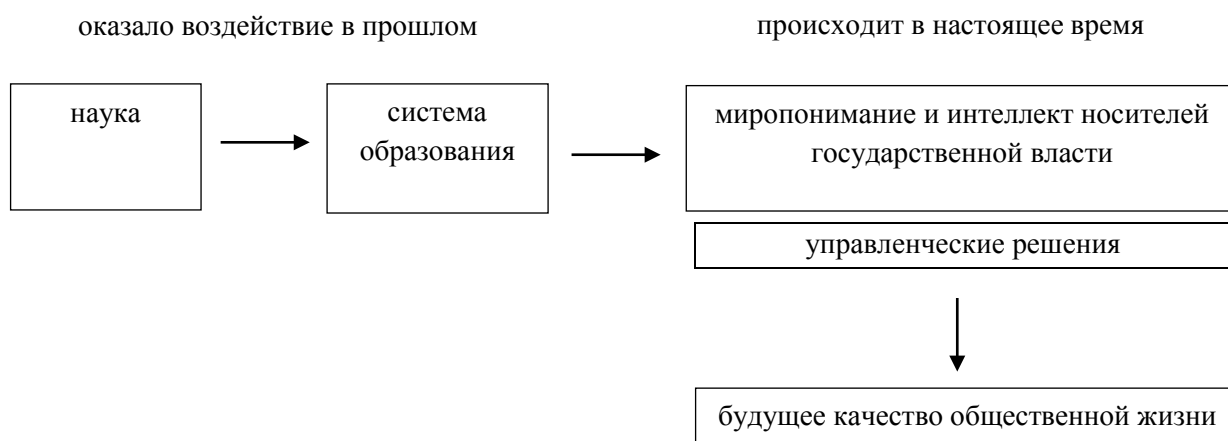 оказало воздействие в прошлом
происходит в настоящее время
наука
система
образования
миропонимание и интеллект носителей
государственной власти
управленческие решения
будущее качество общественной жизни